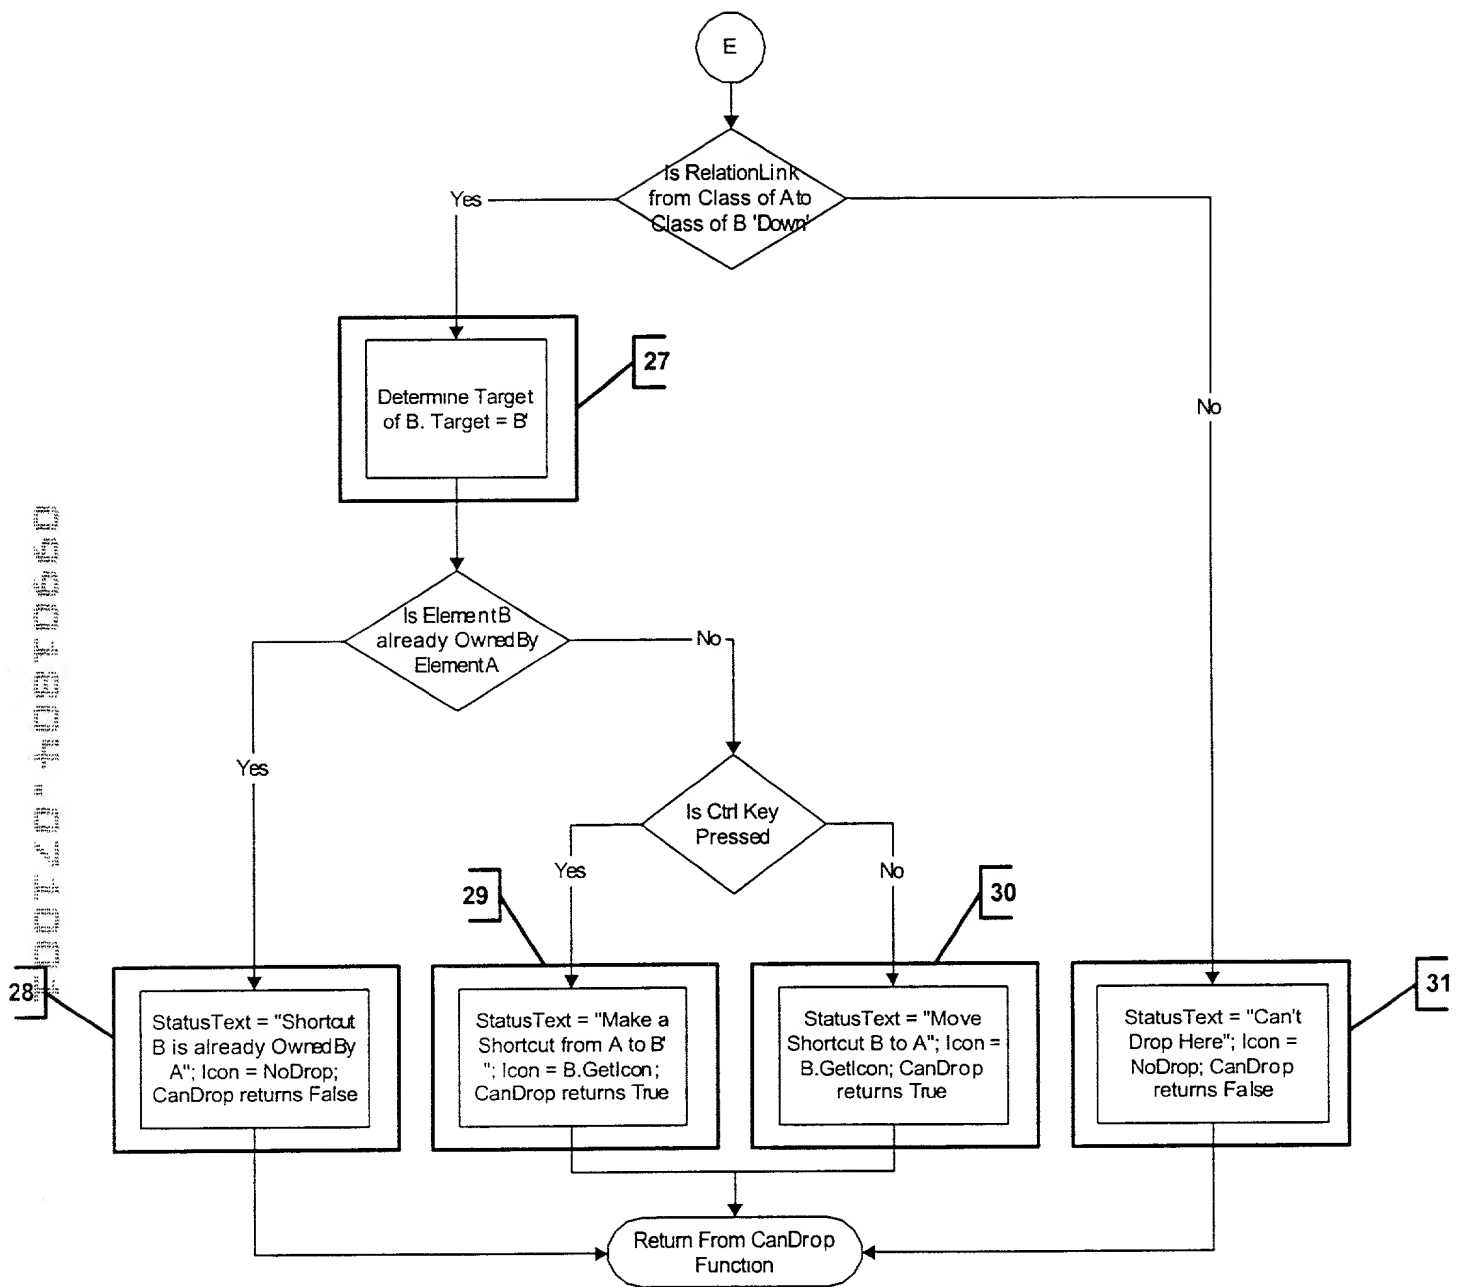 E
Is RelationLink
from Class of A to
Class of B 'Down'
Yes
No
27
Determine Target
of B. Target = B'
Is Element B
already OwnedBy
Element A
No
Yes
Is Ctrl Key
Pressed
Yes
No
29
30
28
31
StatusText = "Shortcut
B is already OwnedBy
A"; Icon = NoDrop;
CanDrop returns False
StatusText = "Make a
Shortcut from A to B'
"; Icon = B.GetIcon;
CanDrop returns True
StatusText = "Move
Shortcut B to A"; Icon =
B.GetIcon; CanDrop
returns True
StatusText = "Can't
Drop Here"; Icon =
NoDrop; CanDrop
returns False
Return From CanDrop
Function